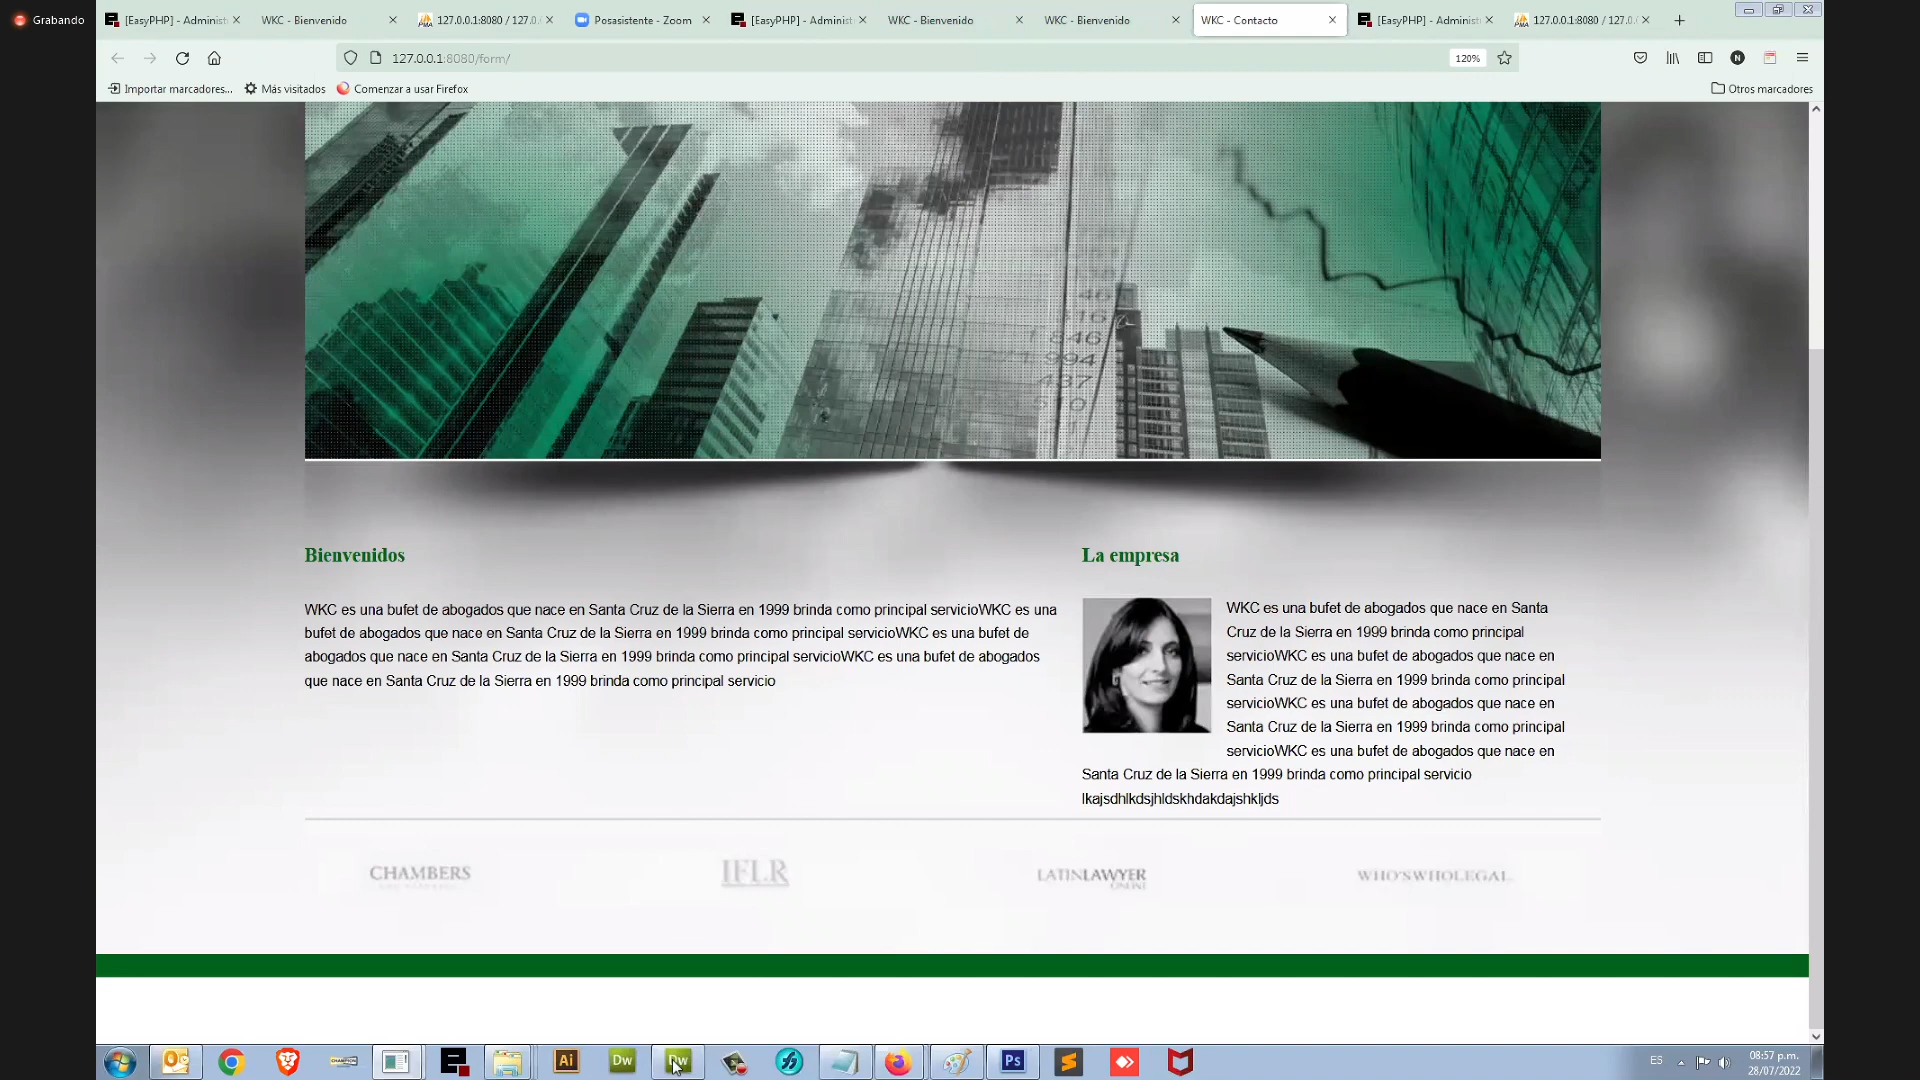 Grabando
[EasyPHP] - Administ
WKC - Bienvenido
127.0.0.1:8080 / 127.0.
Posasistente - Zoom
[EasyPHP] - Administ
WKC - Bienvenido
WKC - Bienvenido
WKC - Contacto
[EasyPHP] - Administ
127.0.0.1:8080 / 127.0.
127.0.0.1:8080/form/
120%
Importar marcadores...
Más visitados
Comenzar a usar Firefox
Otros marcadores
Bienvenidos
WKC es una bufet de abogados que nace en Santa Cruz de la Sierra en 1999 brinda como principal servicioWKC es una
bufet de abogados que nace en Santa Cruz de la Sierra en 1999 brinda como principal servicioWKC es una bufet de
abogados que nace en Santa Cruz de la Sierra en 1999 brinda como principal servicioWKC es una bufet de abogados
que nace en Santa Cruz de la Sierra en 1999 brinda como principal servicio
La empresa
WKC es una bufet de abogados que nace en Santa
Cruz de la Sierra en 1999 brinda como principal
servicioWKC es una bufet de abogados que nace en
Santa Cruz de la Sierra en 1999 brinda como principal
servicioWKC es una bufet de abogados que nace en
Santa Cruz de la Sierra en 1999 brinda como principal
servicioWKC es una bufet de abogados que nace en
Santa Cruz de la Sierra en 1999 brinda como principal servicio
lkajsdhlkdsjhldskhdakdajshkljds
CHAMBERS
IFLR
LATINLAWYER
ONLINE
WHO'SWHOLEGAL
Ai
Dw
Dw
Ps
ES
08:57 p.m.
28/07/2022